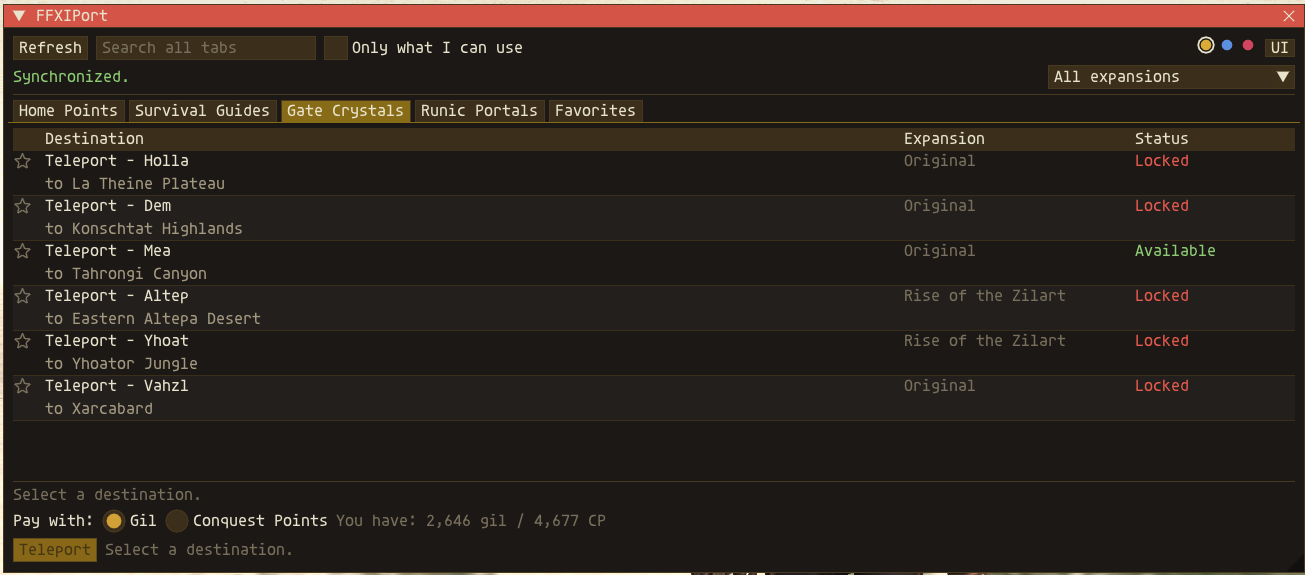 FFXIPort
Refresh Search all tabs Only what I can use UI
Synchronized. All expansions
Home Points Survival Guides Gate Crystals Runic Portals Favorites
Destination Expansion Status
Teleport - Holla Original Locked
to La Theine Plateau
Teleport - Dem Original Locked
to Konschtat Highlands
Teleport - Mea Original Available
to Tahrongi Canyon
Teleport - Altep Rise of the Zilart Locked
to Eastern Altepa Desert
Teleport - Yhoat Rise of the Zilart Locked
to Yhoator Jungle
Teleport - Vahzl Original Locked
to Xarcabard
Select a destination.
Pay with: Gil Conquest Points You have: 2,646 gil / 4,677 CP
Teleport Select a destination.